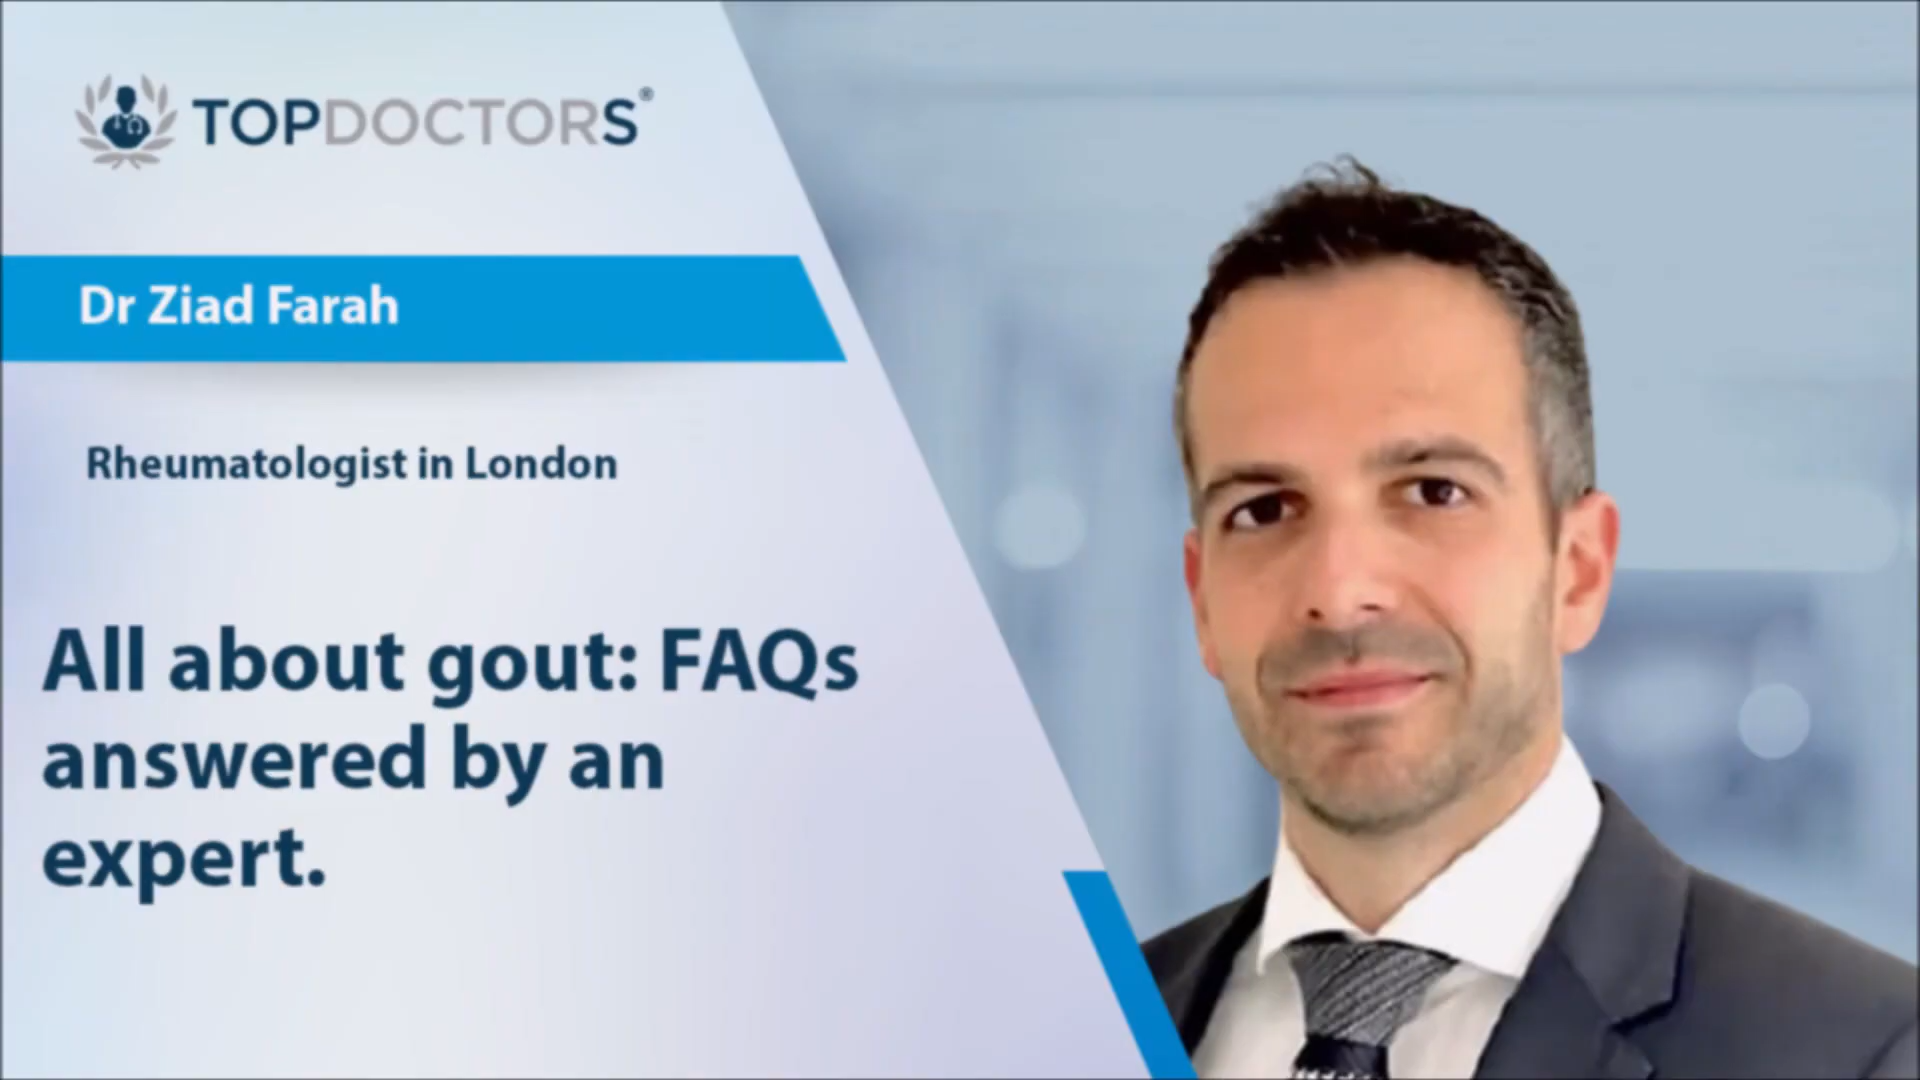 TOPDOCTORS®
Dr Ziad Farah
Rheumatologist in London
All about gout: FAQs
answered by an
expert.